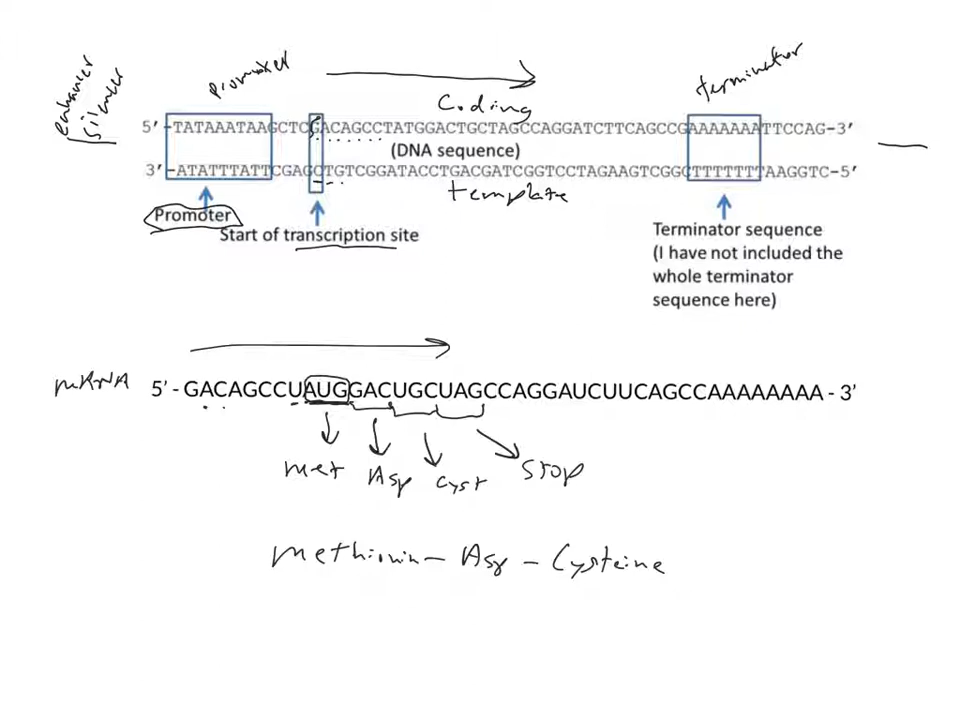 enhancer
silencer
promoter
terminator
Coding
5' -TATAAATAAGCTCGACAGCCTATGGACTGCTAGCCAGGATCTTCAGCCGAAAAAAATTCCAG-3'
(DNA sequence)
3' -ATATTTATTCGAGCTGTCGGATACCTGACGATCGGTCCTAGAAGTCGGCTTTTTTTAAGGTC-5'
template
Promoter
Start of transcription site
Terminator sequence
(I have not included the
whole terminator
sequence here)
mRNA 5' - GACAGCCUAUGGACUGCUAGCCAGGAUCUUCAGCCAAAAAAAA - 3'
met Asp Cyst STOP
methionin - Asp - Cysteine